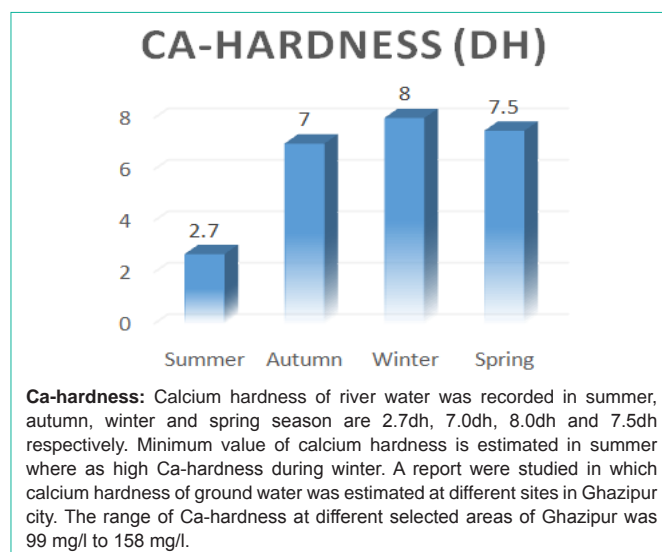 CA-HARDNESS (DH)
8
6
4
2
0
2.7
7
8
7.5
Summer Autumn Winter Spring
Ca-hardness: Calcium hardness of river water was recorded in summer,
autumn, winter and spring season are 2.7dh, 7.0dh, 8.0dh and 7.5dh
respectively. Minimum value of calcium hardness is estimated in summer
where as high Ca-hardness during winter. A report were studied in which
calcium hardness of ground water was estimated at different sites in Ghazipur
city. The range of Ca-hardness at different selected areas of Ghazipur was
99 mg/l to 158 mg/l.